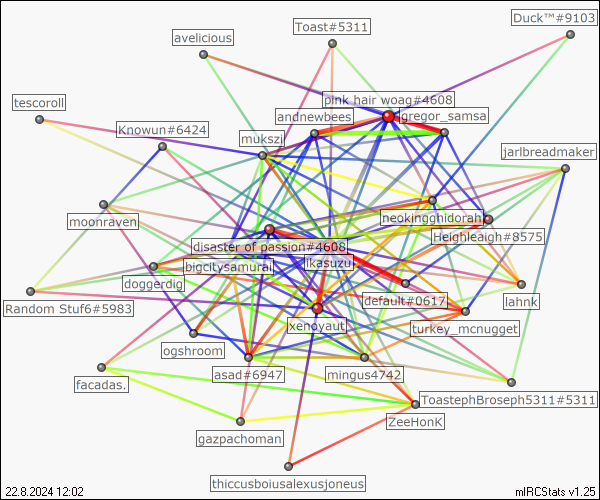 Duck™#9103
Toast#5311
avelicious
pink hair woag#4608
tescoroll
andnewbees
gregor_samsa
Knowun#6424
mukszi
jarlbreadmaker
moonraven
neokingghidorah
Heighleaigh#8575
disaster of passion#4608
ikasuzu
bigcitysamurai
doggerdig
default#0617
lahnk
Random Stuf6#5983
xenoyaut
turkey_mcnugget
ogshroom
asad#6947
mingus4742
facadas.
ToastephBroseph5311#5311
ZeeHonK
gazpachoman
thiccusboiusalexusjoneus
22.8.2024 12:02
mIRCStats v1.25